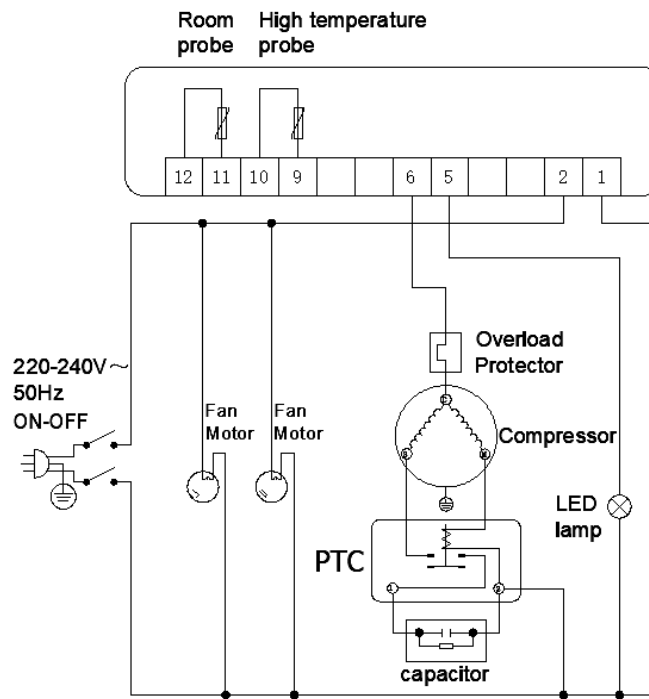 Room
probe
High temperature
probe
12 11 10 9 6 5 2 1
220-240V ~
50Hz
ON-OFF
Fan
Motor
Fan
Motor
Overload
Protector
Compressor
LED
lamp
PTC
1
capacitor